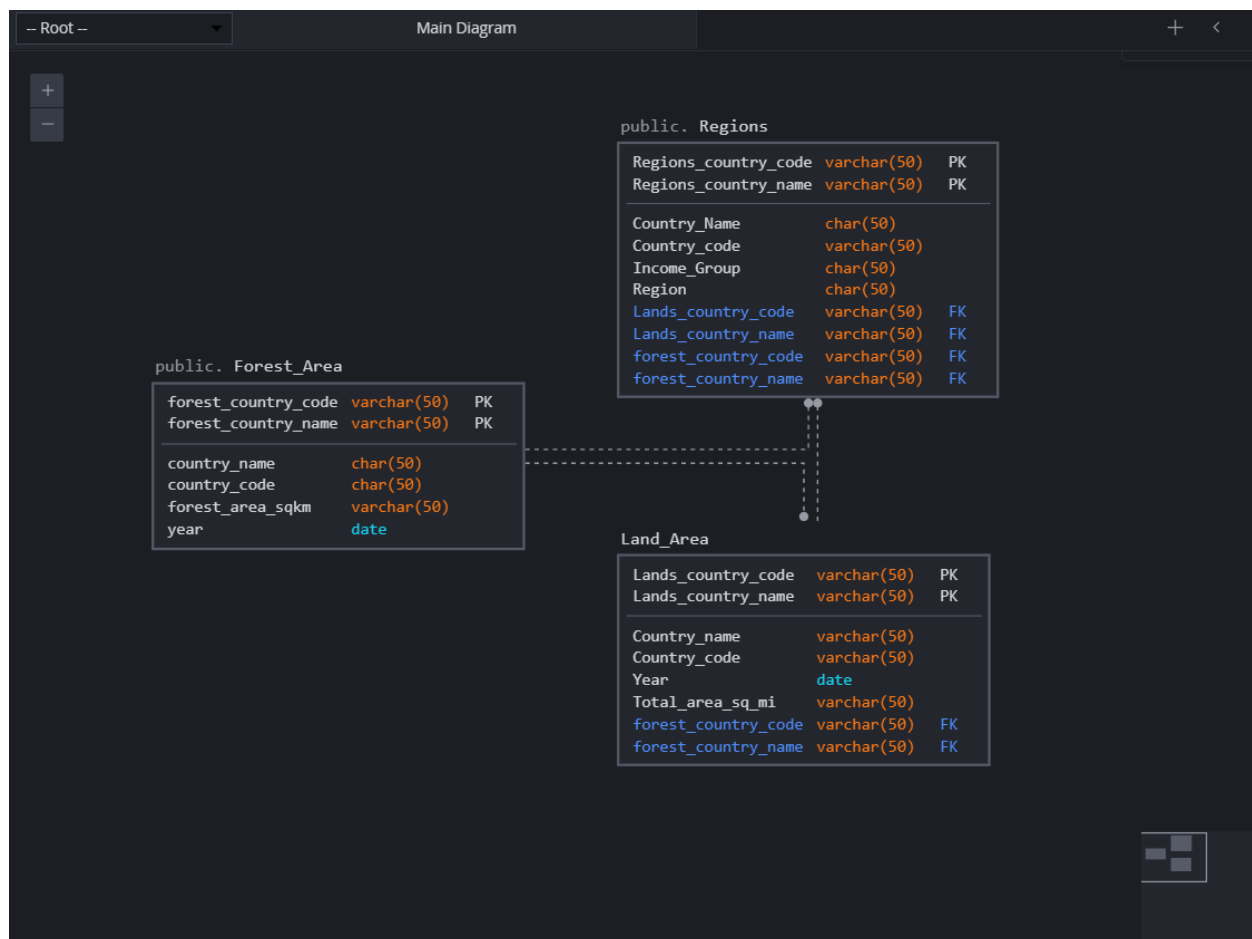 -- Root --
Main Diagram
+
<
+
−
public. Regions
Regions_country_code varchar(50) PK
Regions_country_name varchar(50) PK
Country_Name char(50)
Country_code varchar(50)
Income_Group char(50)
Region char(50)
Lands_country_code varchar(50) FK
Lands_country_name varchar(50) FK
forest_country_code varchar(50) FK
forest_country_name varchar(50) FK
public. Forest_Area
forest_country_code varchar(50) PK
forest_country_name varchar(50) PK
country_name char(50)
country_code char(50)
forest_area_sqkm varchar(50)
year date
Land_Area
Lands_country_code varchar(50) PK
Lands_country_name varchar(50) PK
Country_name varchar(50)
Country_code varchar(50)
Year date
Total_area_sq_mi varchar(50)
forest_country_code varchar(50) FK
forest_country_name varchar(50) FK